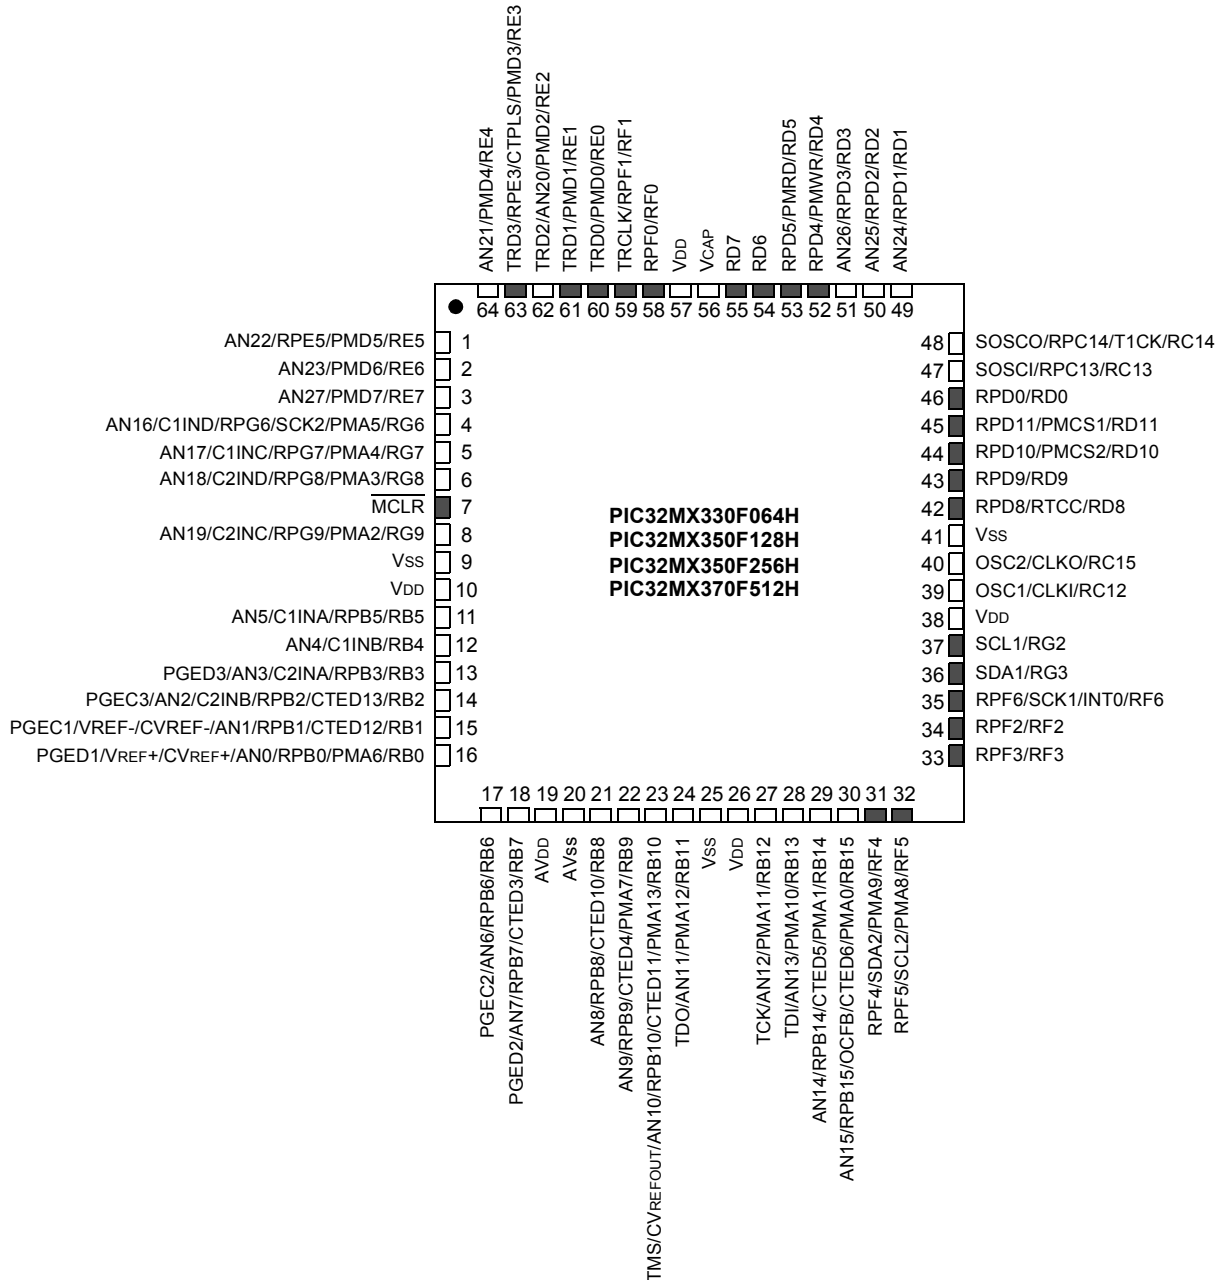 AN21/PMD4/RE4
TRD3/RPE3/CTPLS/PMD3/RE3
TRD2/AN20/PMD2/RE2
TRD1/PMD1/RE1
TRD0/PMD0/RE0
TRCLK/RPF1/RF1
RPF0/RF0
VDD
VCAP
RD7
RD6
RPD5/PMRD/RD5
RPD4/PMWR/RD4
AN26/RPD3/RD3
AN25/RPD2/RD2
AN24/RPD1/RD1
64 63 62 61 60 59 58 57 56 55 54 53 52 51 50 49
AN22/RPE5/PMD5/RE5 1
AN23/PMD6/RE6 2
AN27/PMD7/RE7 3
AN16/C1IND/RPG6/SCK2/PMA5/RG6 4
AN17/C1INC/RPG7/PMA4/RG7 5
AN18/C2IND/RPG8/PMA3/RG8 6
MCLR 7
AN19/C2INC/RPG9/PMA2/RG9 8
VSS 9
VDD 10
AN5/C1INA/RPB5/RB5 11
AN4/C1INB/RB4 12
PGED3/AN3/C2INA/RPB3/RB3 13
PGEC3/AN2/C2INB/RPB2/CTED13/RB2 14
PGEC1/VREF-/CVREF-/AN1/RPB1/CTED12/RB1 15
PGED1/VREF+/CVREF+/AN0/RPB0/PMA6/RB0 16
PIC32MX330F064H
PIC32MX350F128H
PIC32MX350F256H
PIC32MX370F512H
48 SOSCO/RPC14/T1CK/RC14
47 SOSCI/RPC13/RC13
46 RPD0/RD0
45 RPD11/PMCS1/RD11
44 RPD10/PMCS2/RD10
43 RPD9/RD9
42 RPD8/RTCC/RD8
41 VSS
40 OSC2/CLKO/RC15
39 OSC1/CLKI/RC12
38 VDD
37 SCL1/RG2
36 SDA1/RG3
35 RPF6/SCK1/INT0/RF6
34 RPF2/RF2
33 RPF3/RF3
17 18 19 20 21 22 23 24 25 26 27 28 29 30 31 32
PGEC2/AN6/RPB6/RB6
PGED2/AN7/RPB7/CTED3/RB7
AVDD
AVss
AN8/RPB8/CTED10/RB8
AN9/RPB9/CTED4/PMA7/RB9
TMS/CVREFOUT/AN10/RPB10/CTED11/PMA13/RB10
TDO/AN11/PMA12/RB11
VSS
VDD
TCK/AN12/PMA11/RB12
TDI/AN13/PMA10/RB13
AN14/RPB14/CTED5/PMA1/RB14
AN15/RPB15/OCFB/CTED6/PMA0/RB15
RPF4/SDA2/PMA9/RF4
RPF5/SCL2/PMA8/RF5